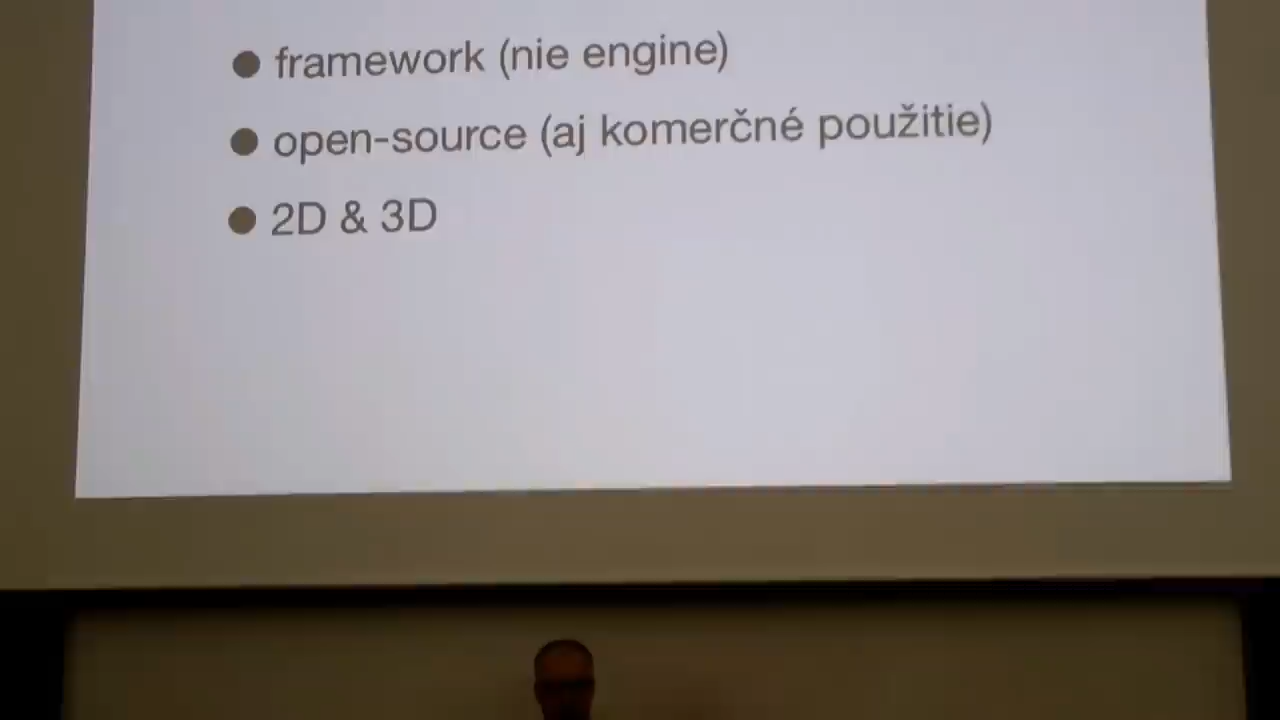 framework (nie engine)
open-source (aj komerčné použitie)
2D & 3D